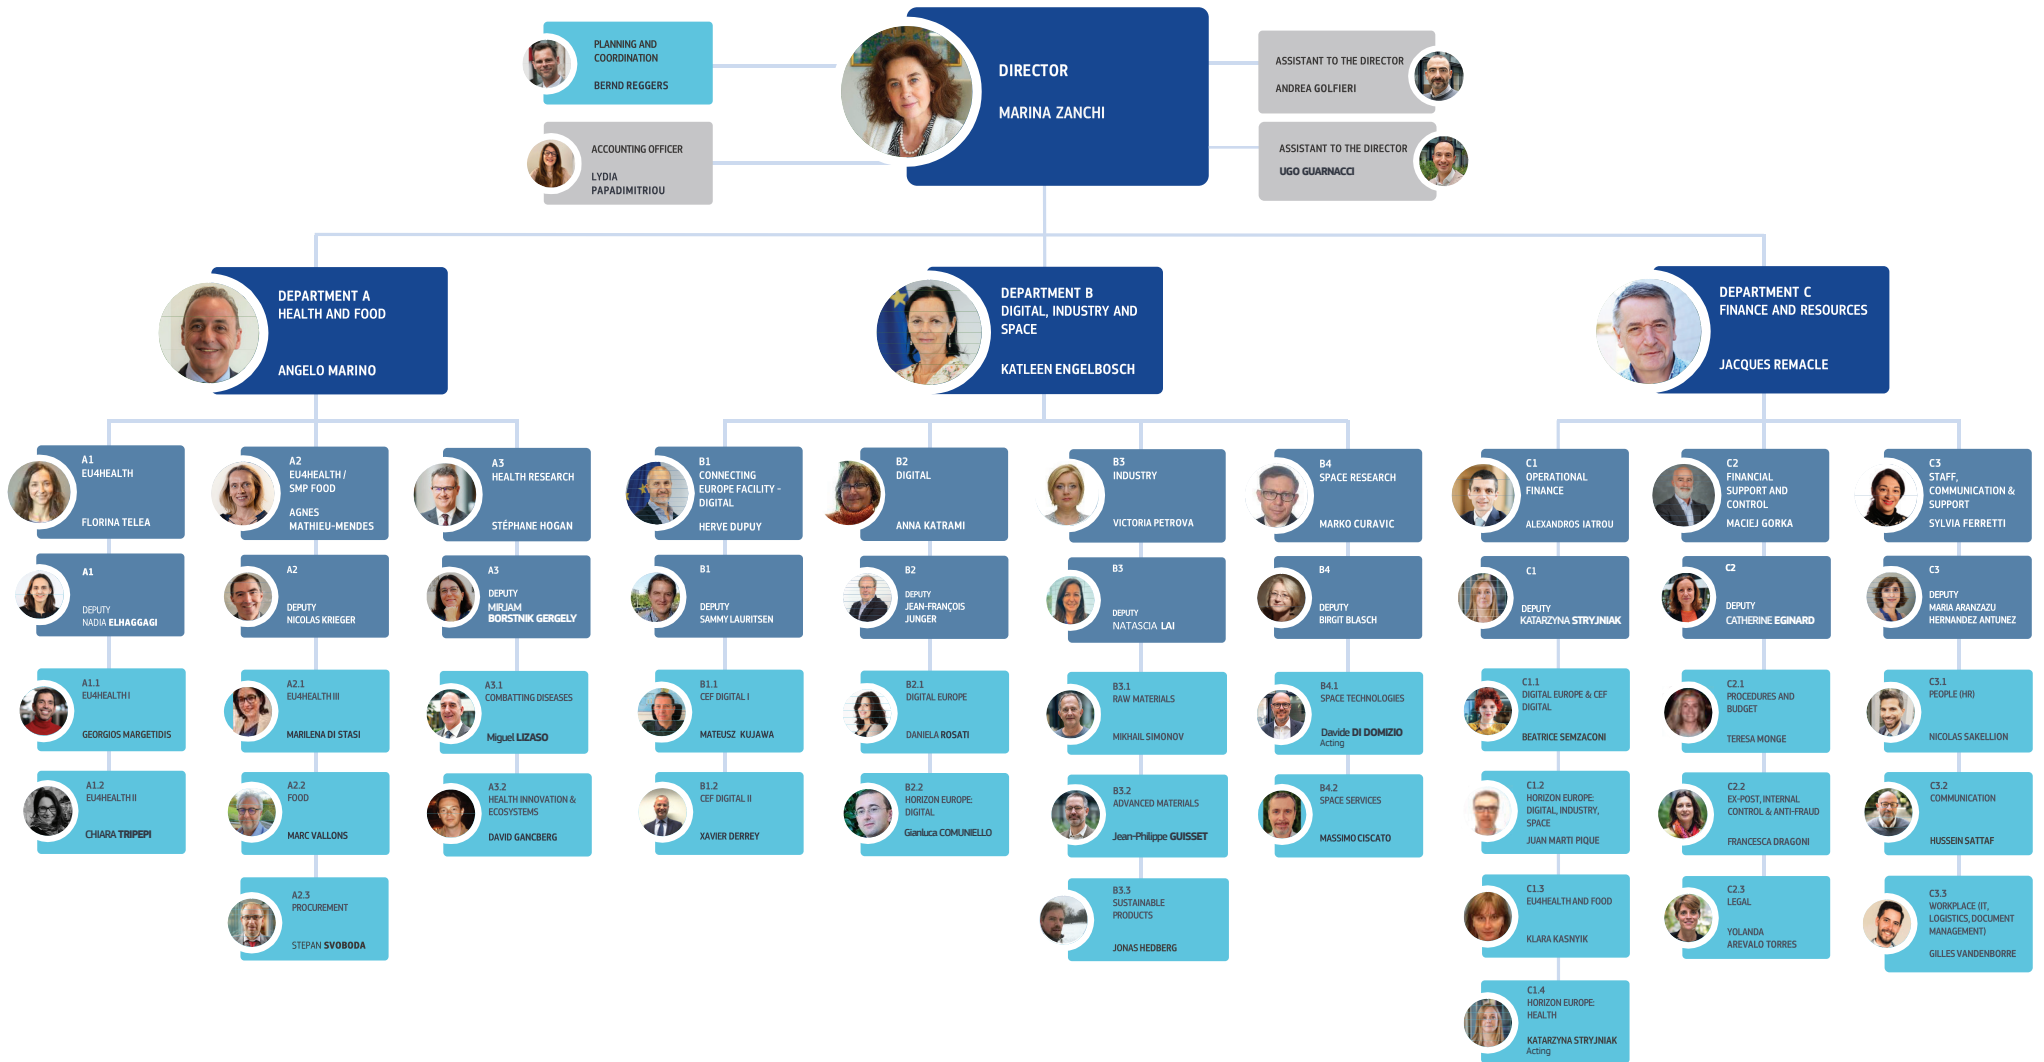 PLANNING AND
COORDINATION
BERND REGGERS
ACCOUNTING OFFICER
LYDIA
PAPADIMITRIOU
DIRECTOR
MARINA ZANCHI
ASSISTANT TO THE DIRECTOR
ANDREA GOLFIERI
ASSISTANT TO THE DIRECTOR
UGO GUARNACCI
DEPARTMENT A
HEALTH AND FOOD
ANGELO MARINO
DEPARTMENT B
DIGITAL, INDUSTRY AND
SPACE
KATLEEN ENGELBOSCH
DEPARTMENT C
FINANCE AND RESOURCES
JACQUES REMACLE
A1
EU4HEALTH
FLORINA TELEA
A2
EU4HEALTH /
SMP FOOD
AGNES
MATHIEU-MENDES
A3
HEALTH RESEARCH
STÉPHANE HOGAN
B1
CONNECTING
EUROPE FACILITY -
DIGITAL
HERVE DUPUY
B2
DIGITAL
ANNA KATRAMI
B3
INDUSTRY
VICTORIA PETROVA
B4
SPACE RESEARCH
MARKO CURAVIC
C1
OPERATIONAL
FINANCE
ALEXANDROS IATROU
C2
FINANCIAL
SUPPORT AND
CONTROL
MACIEJ GORKA
C3
STAFF,
COMMUNICATION &
SUPPORT
SYLVIA FERRETTI
A1
DEPUTY
NADIA ELHAGGAGI
A2
DEPUTY
NICOLAS KRIEGER
A3
DEPUTY
MIRJAM
BORSTNIK GERGELY
B1
DEPUTY
SAMMY LAURITSEN
B2
DEPUTY
JEAN-FRANÇOIS
JUNGER
B3
DEPUTY
NATASCIA LAI
B4
DEPUTY
BIRGIT BLASCH
C1
DEPUTY
KATARZYNA STRYJNIAK
C2
DEPUTY
CATHERINE EGINARD
C3
DEPUTY
MARIA ARANZAZU
HERNANDEZ ANTUNEZ
A1.1
EU4HEALTH I
GEORGIOS MARGETIDIS
A2.1
EU4HEALTH III
MARILENA DI STASI
A3.1
COMBATTING DISEASES
Miguel LIZASO
B1.1
CEF DIGITAL I
MATEUSZ KUJAWA
B2.1
DIGITAL EUROPE
DANIELA ROSATI
B3.1
RAW MATERIALS
MIKHAIL SIMONOV
B4.1
SPACE TECHNOLOGIES
Davide DI DOMIZIO
Acting
C1.1
DIGITAL EUROPE & CEF
DIGITAL
BEATRICE SEMZACONI
C2.1
PROCEDURES AND
BUDGET
TERESA MONGE
C3.1
PEOPLE (HR)
NICOLAS SAKELLION
A1.2
EU4HEALTH II
CHIARA TRIPEPI
A2.2
FOOD
MARC VALLONS
A3.2
HEALTH INNOVATION &
ECOSYSTEMS
DAVID GANCBERG
B1.2
CEF DIGITAL II
XAVIER DERREY
B2.2
HORIZON EUROPE:
DIGITAL
Gianluca COMUNIELLO
B3.2
ADVANCED MATERIALS
Jean-Philippe GUISSET
B4.2
SPACE SERVICES
MASSIMO CISCATO
C1.2
HORIZON EUROPE:
DIGITAL, INDUSTRY,
SPACE
JUAN MARTI PIQUE
C2.2
EX-POST, INTERNAL
CONTROL & ANTI-FRAUD
FRANCESCA DRAGONI
C3.2
COMMUNICATION
HUSSEIN SATTAF
A2.3
PROCUREMENT
STEPAN SVOBODA
B3.3
SUSTAINABLE
PRODUCTS
JONAS HEDBERG
C1.3
EU4HEALTH AND FOOD
KLARA KASNYIK
C2.3
LEGAL
YOLANDA
AREVALO TORRES
C3.3
WORKPLACE (IT,
LOGISTICS, DOCUMENT
MANAGEMENT)
GILLES VANDENBORRE
C1.4
HORIZON EUROPE:
HEALTH
KATARZYNA STRYJNIAK
Acting